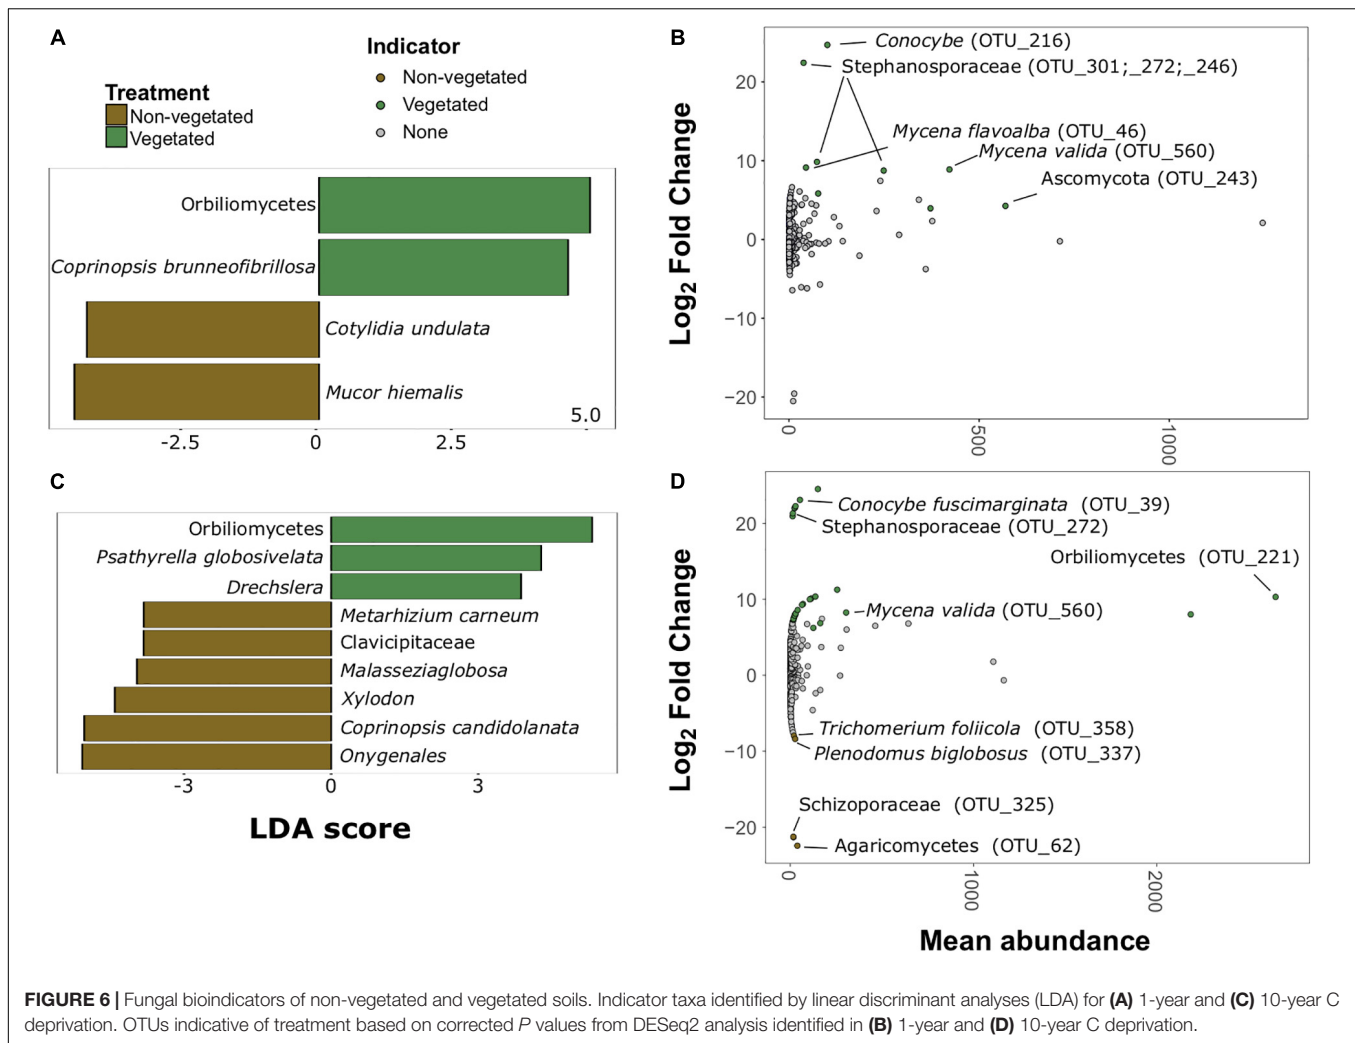 A
Indicator
Non-vegetated
Vegetated
None
Treatment
Non-vegetated
Vegetated
Orbiliomycetes
Coprinopsis brunneofibrillosa
Cotylidia undulata
Mucor hiemalis
5.0
-2.5 0 2.5
B
Conocybe (OTU_216)
Stephanosporaceae (OTU_301;_272;_246)
Mycena flavoalba (OTU_46)
Mycena valida (OTU_560)
Ascomycota (OTU_243)
Log2 Fold Change
20
10
0
−10
−20
0 500 1000
C
Orbiliomycetes
Psathyrella globosivelata
Drechslera
Metarhizium carneum
Clavicipitaceae
Malasseziaglobosa
Xylodon
Coprinopsis candidolanata
Onygenales
-3 0 3
LDA score
D
Conocybe fuscimarginata (OTU_39)
Stephanosporaceae (OTU_272)
Orbiliomycetes (OTU_221)
Mycena valida (OTU_560)
Trichomerium foliicola (OTU_358)
Plenodomus biglobosus (OTU_337)
Schizoporaceae (OTU_325)
Agaricomycetes (OTU_62)
Log2 Fold Change
20
10
0
−10
−20
0 1000 2000
Mean abundance
FIGURE 6 | Fungal bioindicators of non-vegetated and vegetated soils. Indicator taxa identified by linear discriminant analyses (LDA) for (A) 1-year and (C) 10-year C
deprivation. OTUs indicative of treatment based on corrected P values from DESeq2 analysis identified in (B) 1-year and (D) 10-year C deprivation.